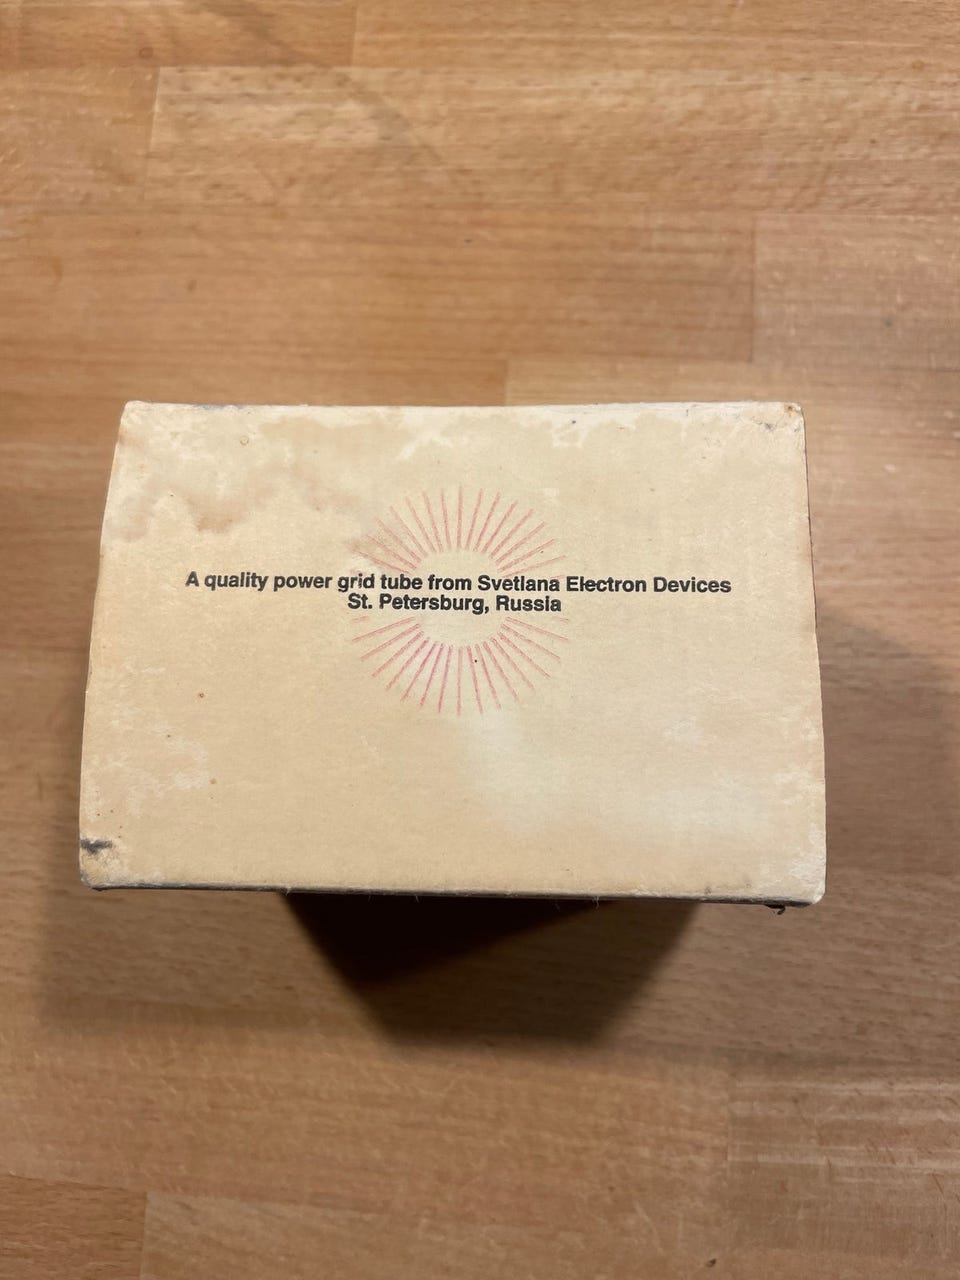 A quality power grid tube from Svetlana Electron Devices
St. Petersburg, Russia